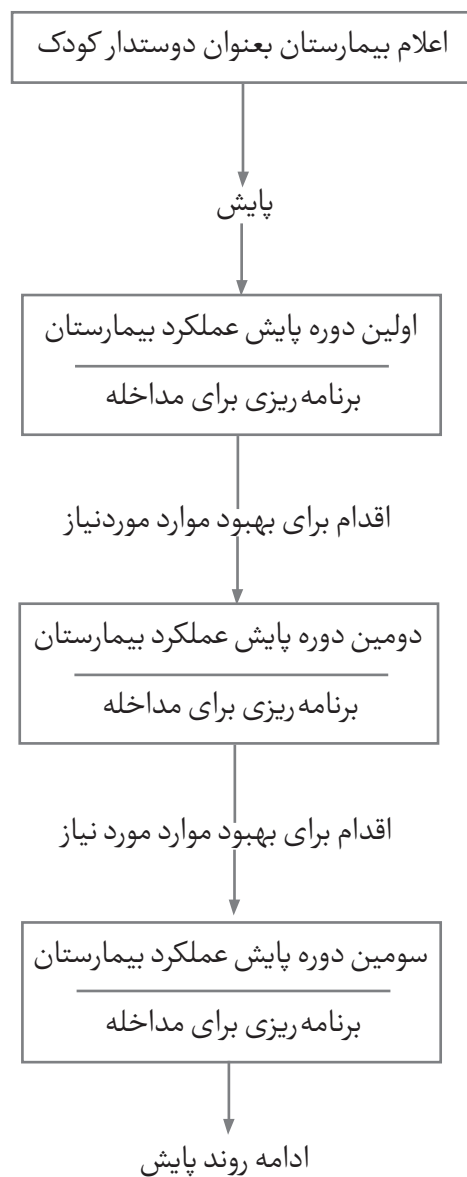 اعلام بیمارستان بعنوان دوستدار کودک
پایش
اولین دوره پایش عملکرد بیمارستان
برنامه ریزی برای مداخله
اقدام برای بهبود موارد موردنیاز
دومین دوره پایش عملکرد بیمارستان
برنامه ریزی برای مداخله
اقدام برای بهبود موارد مورد نیاز
سومین دوره پایش عملکرد بیمارستان
برنامه ریزی برای مداخله
ادامه روند پایش